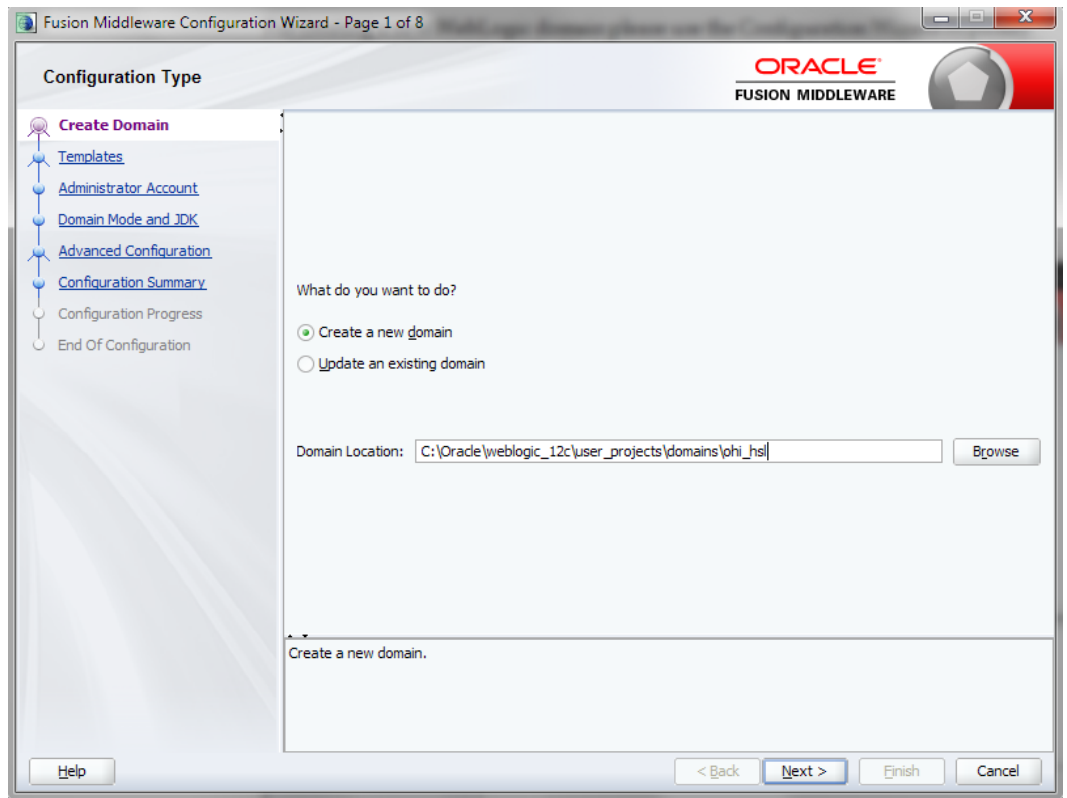 Fusion Middleware Configuration Wizard - Page 1 of 8
Configuration Type
ORACLE
FUSION MIDDLEWARE
Create Domain
Templates
Administrator Account
Domain Mode and JDK
Advanced Configuration
Configuration Summary
Configuration Progress
End Of Configuration
What do you want to do?
Create a new domain
Update an existing domain
Domain Location: C:\Oracle\weblogic_12c\user_projects\domains\ohi_hsl Browse
Create a new domain.
Help < Back Next > Finish Cancel